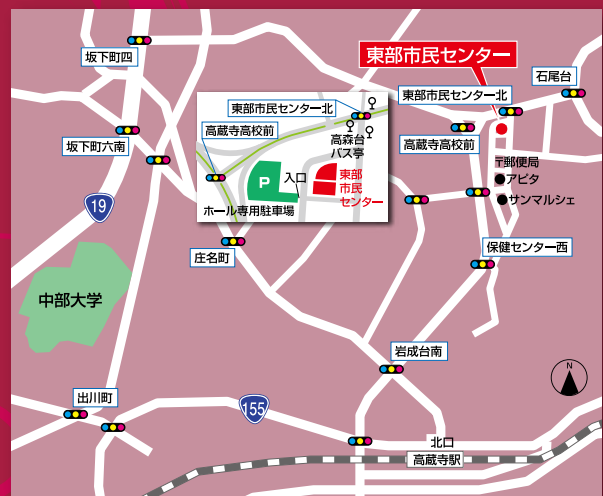 坂下町四
東部市民センター
石尾台
東部市民センター北
東部市民センター北
高蔵寺高校前
坂下町六南
高森台
バス亭
高蔵寺高校前
〒郵便局
アピタ
サンマルシェ
P
入口
東部
市民
センター
ホール専用駐車場
19
庄名町
保健センター西
中部大学
岩成台南
N
出川町
155
北口
高蔵寺駅